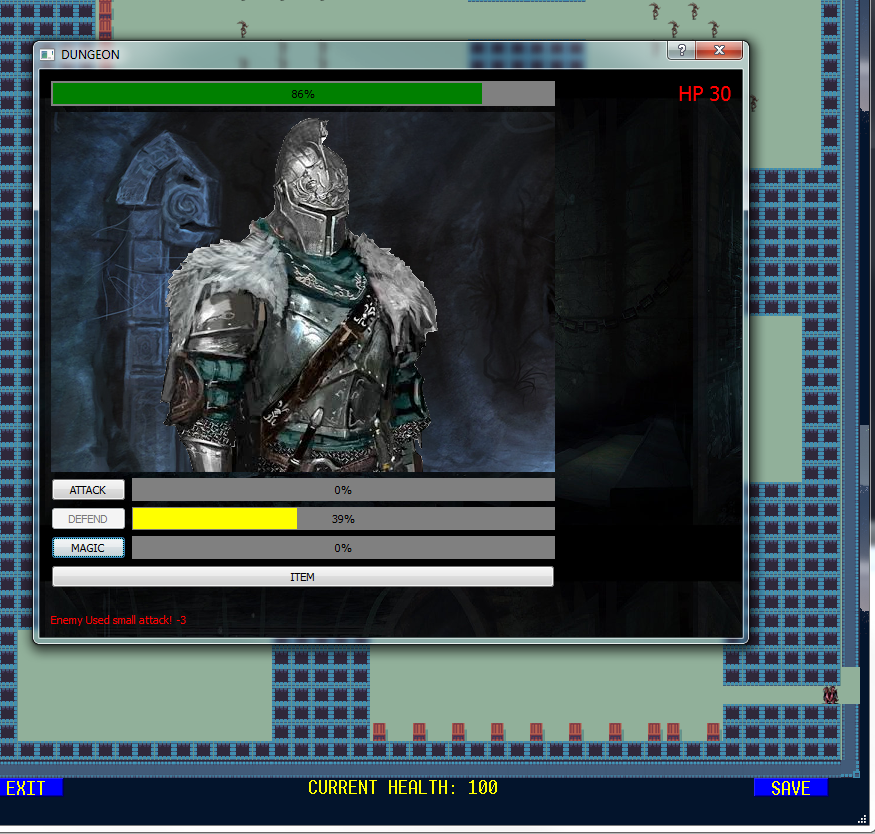 DUNGEON
?
86%
HP 30
ATTACK
0%
DEFEND
39%
MAGIC
0%
ITEM
Enemy Used small attack! -3
EXIT
CURRENT HEALTH: 100
SAVE